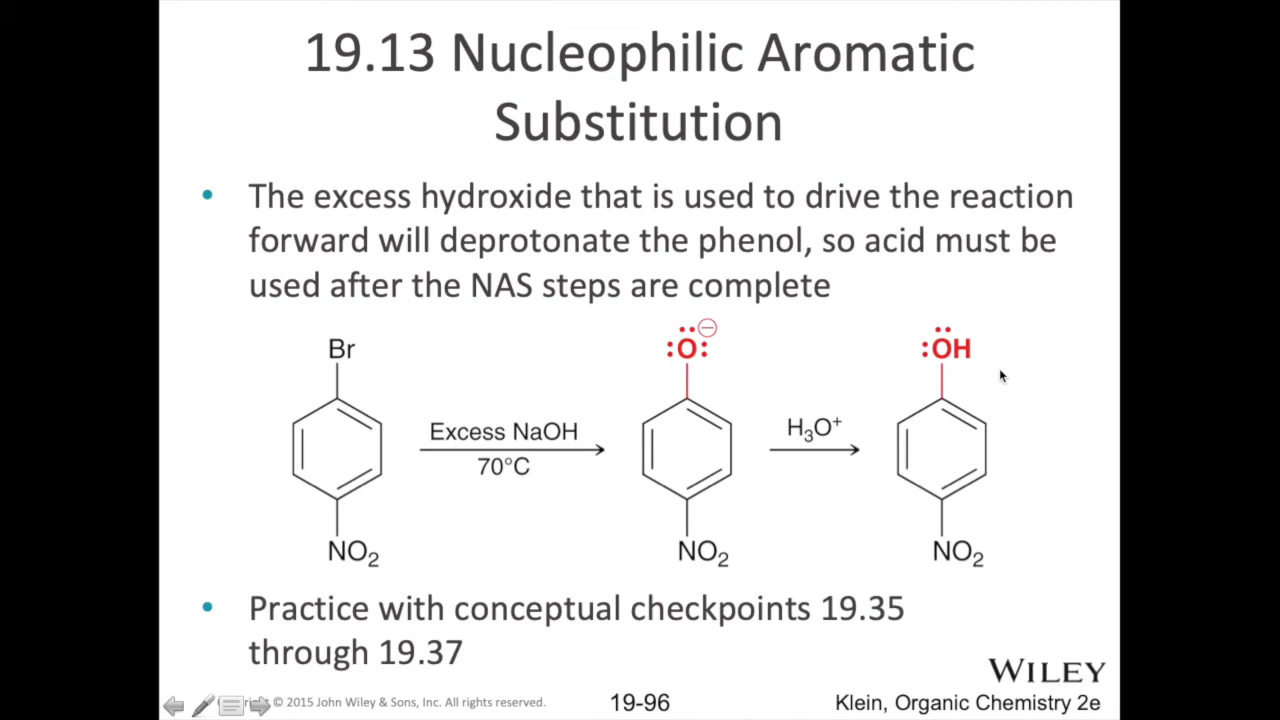 19.13 Nucleophilic Aromatic
Substitution
• The excess hydroxide that is used to drive the reaction
forward will deprotonate the phenol, so acid must be
used after the NAS steps are complete
Br
Excess NaOH
70°C
NO₂
:Ö:⊖
H₃O⁺
NO₂
:ÖH
NO₂
• Practice with conceptual checkpoints 19.35
through 19.37
WILEY
© 2015 John Wiley & Sons, Inc. All rights reserved.
19-96
Klein, Organic Chemistry 2e